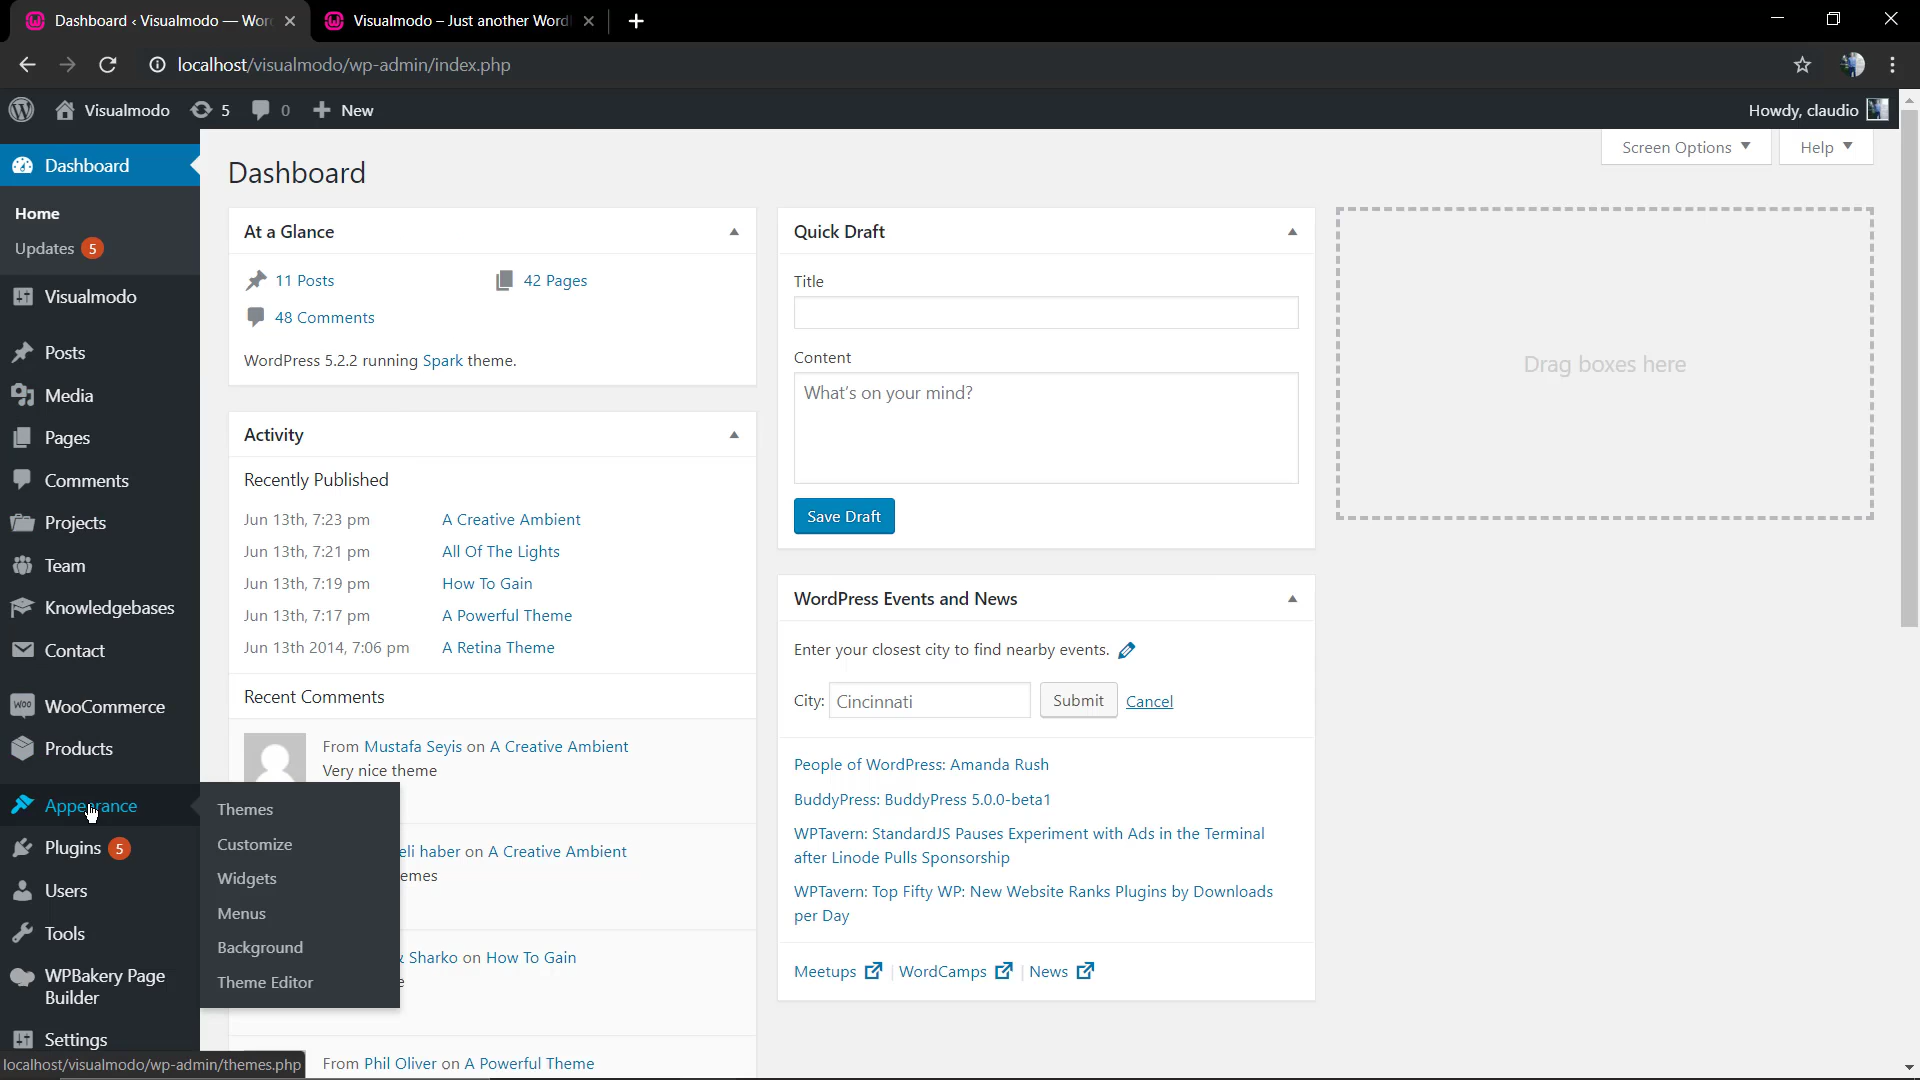 Dashboard ‹ Visualmodo — Wor
Visualmodo – Just another Word
localhost/visualmodo/wp-admin/index.php
Visualmodo
5
0
New
Howdy, claudio
Dashboard
Home
Updates 5
Visualmodo
Posts
Media
Pages
Comments
Projects
Team
Knowledgebases
Contact
Woo WooCommerce
Products
Appearance
Plugins 5
Users
Tools
WPBakery Page
Builder
Settings
localhost/visualmodo/wp-admin/themes.php
Themes
Customize
Widgets
Menus
Background
Theme Editor
Dashboard
Screen Options
Help
At a Glance
11 Posts
42 Pages
48 Comments
WordPress 5.2.2 running Spark theme.
Activity
Recently Published
Jun 13th, 7:23 pm A Creative Ambient
Jun 13th, 7:21 pm All Of The Lights
Jun 13th, 7:19 pm How To Gain
Jun 13th, 7:17 pm A Powerful Theme
Jun 13th 2014, 7:06 pm A Retina Theme
Recent Comments
From Mustafa Seyis on A Creative Ambient
Very nice theme
eli haber on A Creative Ambient
emes
& Sharko on How To Gain
e
From Phil Oliver on A Powerful Theme
Quick Draft
Title
Content
What's on your mind?
Save Draft
WordPress Events and News
Enter your closest city to find nearby events.
City: Cincinnati Submit Cancel
People of WordPress: Amanda Rush
BuddyPress: BuddyPress 5.0.0-beta1
WPTavern: StandardJS Pauses Experiment with Ads in the Terminal
after Linode Pulls Sponsorship
WPTavern: Top Fifty WP: New Website Ranks Plugins by Downloads
per Day
Meetups | WordCamps | News
Drag boxes here